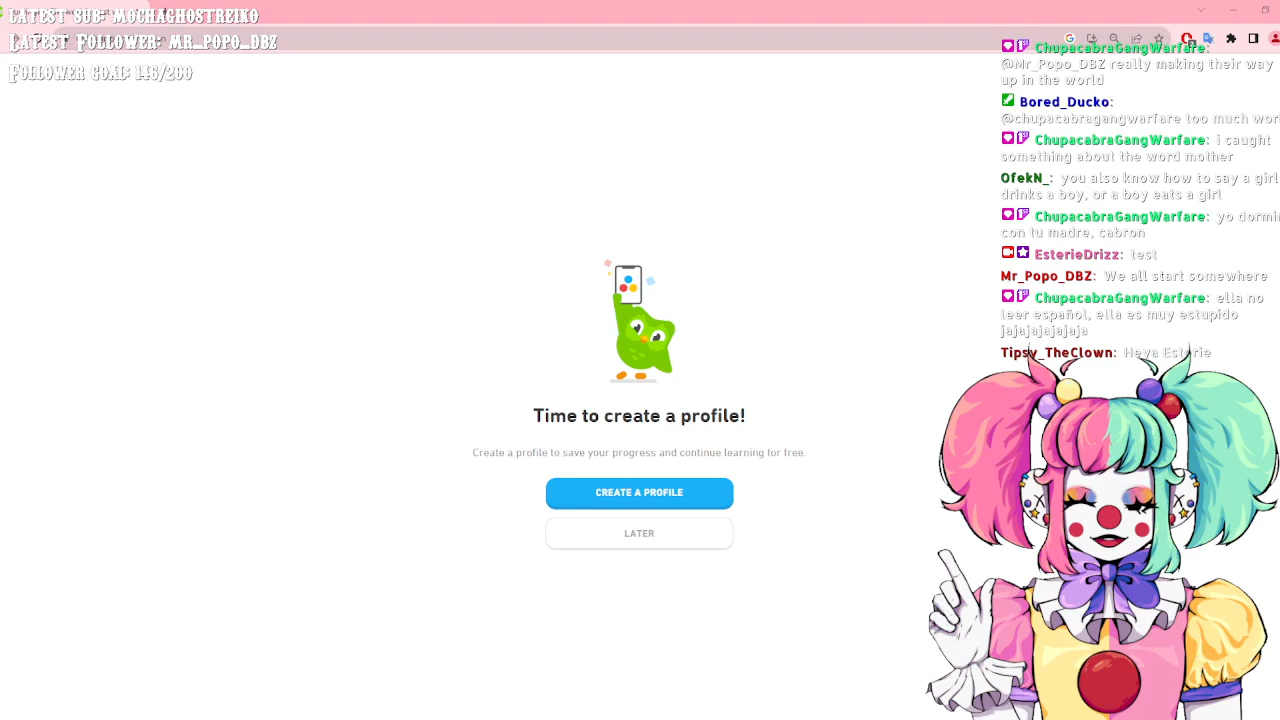 LATEST SUB: MOCHAGHOSTREIKO
LATEST FOLLOWER: MR_POPO_DBZ
FOLLOWER GOAL: 146/200
ChupacabraGangWarfare:
@Mr_Popo_DBZ really making their way
up in the world
Bored_Ducko:
@chupacabragangwarfare too much
ChupacabraGangWarfare: i caught
something about the word mother
OfekN_: you also know how to say a girl
drinks a boy, or a boy eats a girl
ChupacabraGangWarfare: yo
con tu madre, cabron
EsterieDrizz: test
Mr_Popo_DBZ: We all start somewhere
ChupacabraGangWarfare: ella no
leer español, ella es muy estupido
jajajajajajaja
Tipsy_TheClown: Heya Esterie
Time to create a profile!
Create a profile to save your progress and continue learning for free.
CREATE A PROFILE
LATER